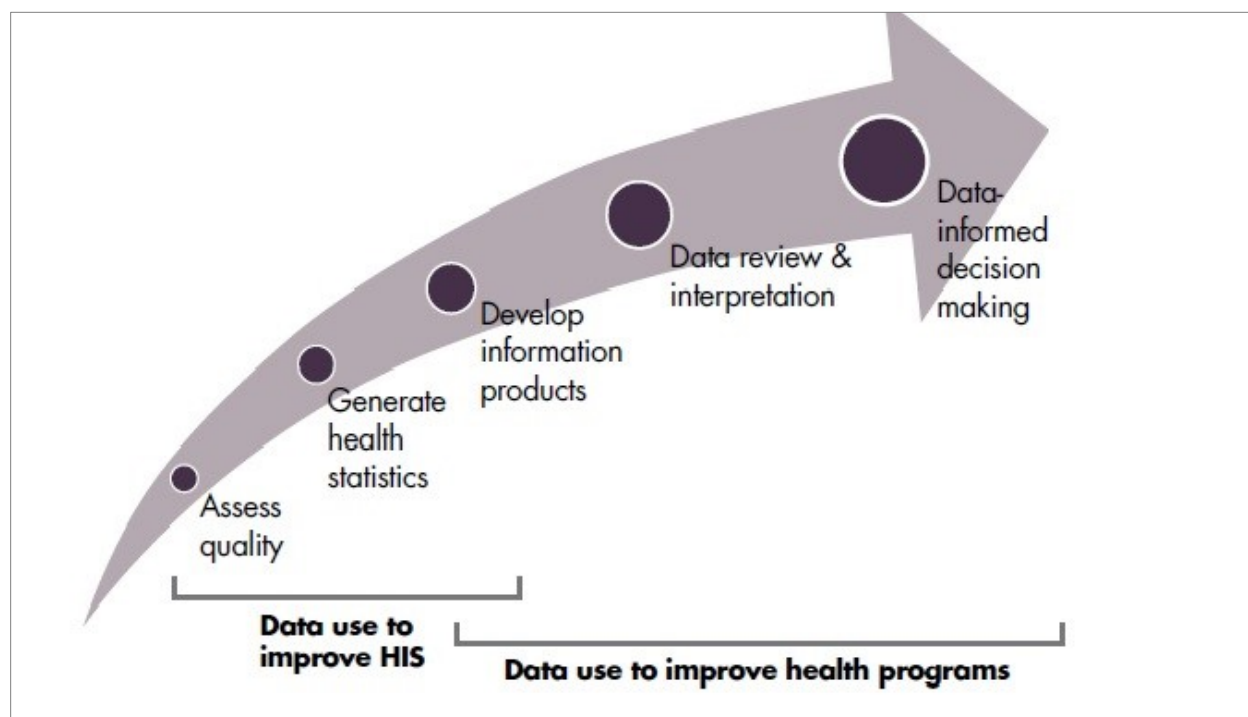 Assess
quality
Generate
health
statistics
Develop
information
products
Data review &
interpretation
Data-
informed
decision
making
Data use to
improve HIS
Data use to improve health programs